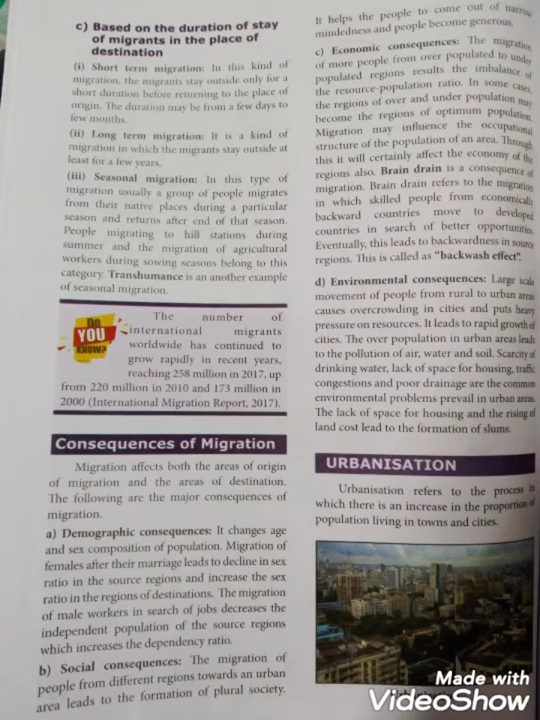 c) Based on the duration of stay
of migrants in the place of
destination
(i) Short term migration: In this kind of
migration, the migrants stay outside only for a
short duration before returning to the place of
origin. The duration may be from a few days to
few months.
(ii) Long term migration: It is a kind of
migration in which the migrants stay outside at
least for a few years.
(iii) Seasonal migration: In this type of
migration usually a group of people migrates
from their native places during a particular
season and returns after end of that season.
People migrating to hill stations during
summer and the migration of agricultural
workers during sowing seasons belong to this
category. Transhumance is an another example
of seasonal migration.
DO
YOU
KNOW?
The number of
international migrants
worldwide has continued to
grow rapidly in recent years,
reaching 258 million in 2017, up
from 220 million in 2010 and 173 million in
2000 (International Migration Report, 2017).
Consequences of Migration
Migration affects both the areas of origin
of migration and the areas of destination.
The following are the major consequences of
migration.
a) Demographic consequences: It changes age
and sex composition of population. Migration of
females after their marriage leads to decline in sex
ratio in the source regions and increase the sex
ratio in the regions of destinations. The migration
of male workers in search of jobs decreases the
independent population of the source regions
which increases the dependency ratio.
b) Social consequences: The migration of
people from different regions towards an urban
area leads to the formation of plural society.
It helps the people to come out of narrow
mindedness and people become generous.
c) Economic consequences: The migration
of more people from over populated to under
populated regions results the imbalance of
the resource-population ratio. In some cases,
the regions of over and under population may
become the regions of optimum population.
Migration may influence the occupational
structure of the population of an area. Through
this it will certainly affect the economy of the
regions also. Brain drain is a consequence of
migration. Brain drain refers to the migration
in which skilled people from economically
backward countries move to developed
countries in search of better opportunities.
Eventually, this leads to backwardness in source
regions. This is called as "backwash effect".
d) Environmental consequences: Large scale
movement of people from rural to urban areas
causes overcrowding in cities and puts heavy
pressure on resources. It leads to rapid growth of
cities. The over population in urban areas leads
to the pollution of air, water and soil. Scarcity of
drinking water, lack of space for housing, traffic
congestions and poor drainage are the common
environmental problems prevail in urban areas.
The lack of space for housing and the rising of
land cost lead to the formation of slums.
URBANISATION
Urbanisation refers to the process in
which there is an increase in the proportion of
population living in towns and cities.
Made with
VideoShow